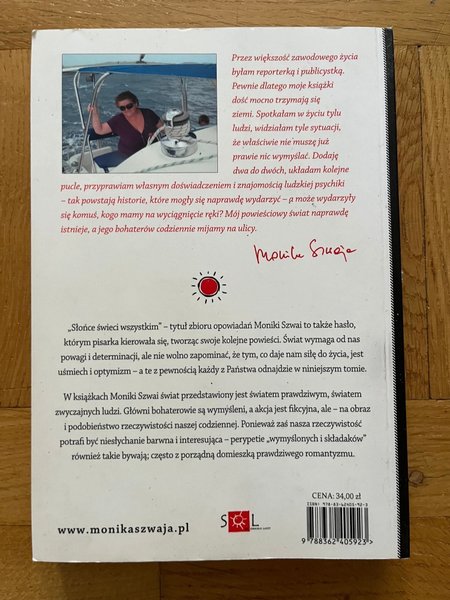 Przez większość zawodowego życia
byłam reporterką i publicystką.
Pewnie dlatego moje książki
dość mocno trzymają się
ziemi. Spotkałam w życiu tylu
ludzi, widziałam tyle sytuacji,
że właściwie nie muszę już
prawie nic wymyślać. Dodaję
dwa do dwóch, układam kolejne
pucle, przyprawiam własnym doświadczeniem i znajomością ludzkiej psychiki
– tak powstają historie, które mogły się naprawdę wydarzyć – a może wydarzyły
się komuś, kogo mamy na wyciągnięcie ręki? Mój powieściowy świat naprawdę
istnieje, a jego bohaterów codziennie mijamy na ulicy.
Monika Szwaja
„Słońce świeci wszystkim” – tytuł zbioru opowiadań Moniki Szwai to także hasło,
którym pisarka kierowała się, tworząc swoje kolejne powieści. Świat wymaga od nas
powagi i determinacji, ale nie wolno zapominać, że tym, co daje nam siłę do życia, jest
uśmiech i optymizm – a te z pewnością każdy z Państwa odnajdzie w niniejszym tomie.
W książkach Moniki Szwai świat przedstawiony jest światem prawdziwym, światem
zwyczajnych ludzi. Główni bohaterowie są wymyśleni, a akcja jest fikcyjna, ale – na obraz
i podobieństwo rzeczywistości naszej codziennej. Ponieważ zaś nasza rzeczywistość
potrafi być niesłychanie barwna i interesująca – perypetie „wymyślonych i składaków”
również takie bywają; często z porządną domieszką prawdziwego romantyzmu.
CENA: 34,00 zł
ISBN: 978-83-62405-92-3
www.monikaszwaja.pl
SOL
9 788362 405923 >